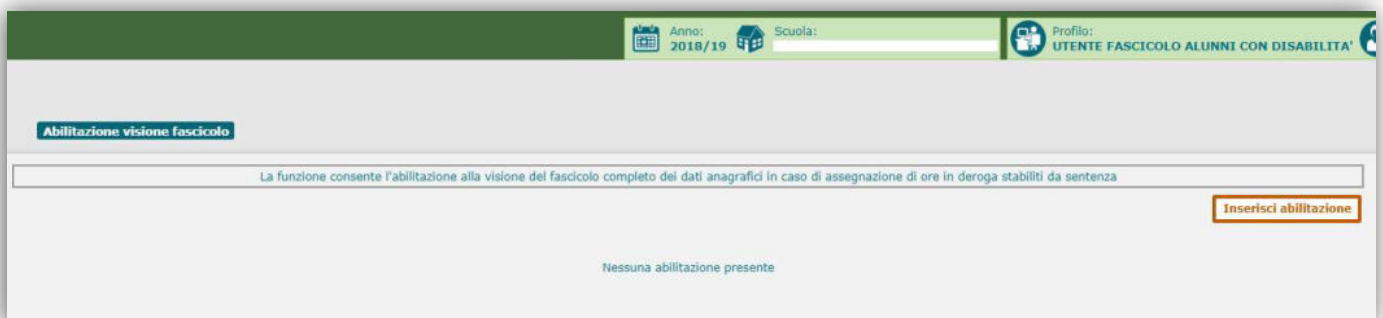 Anno:
2018/19
Scuola:
Profilo:
UTENTE FASCICOLO ALUNNI CON DISABILITA'
Abilitazione visione fascicolo
La funzione consente l'abilitazione alla visione del fascicolo completo dei dati anagrafici in caso di assegnazione di ore in deroga stabiliti da sentenza
Inserisci abilitazione
Nessuna abilitazione presente